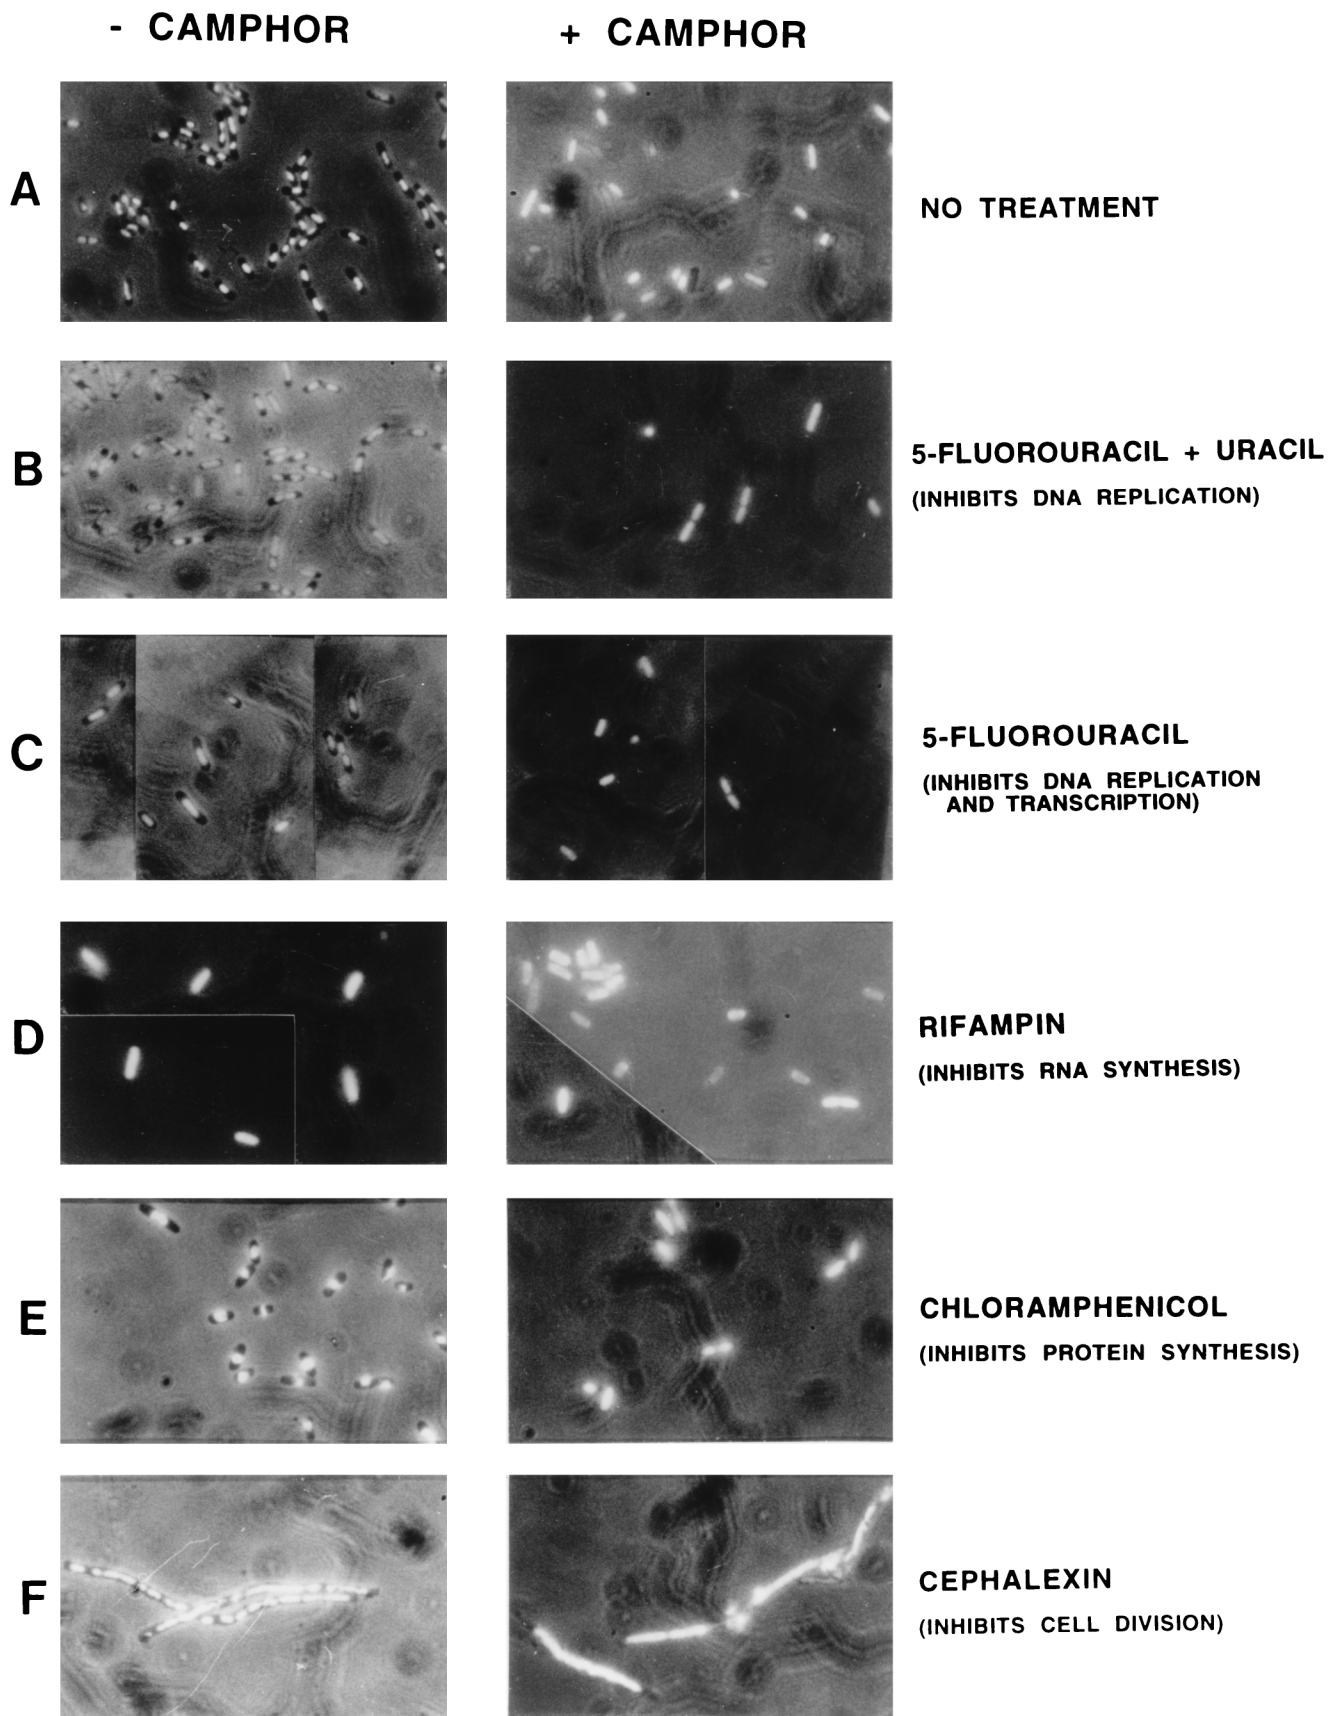 - CAMPHOR
+ CAMPHOR
A
NO TREATMENT
B
5-FLUOROURACIL + URACIL
(INHIBITS DNA REPLICATION)
C
5-FLUOROURACIL
(INHIBITS DNA REPLICATION
AND TRANSCRIPTION)
D
RIFAMPIN
(INHIBITS RNA SYNTHESIS)
E
CHLORAMPHENICOL
(INHIBITS PROTEIN SYNTHESIS)
F
CEPHALEXIN
(INHIBITS CELL DIVISION)